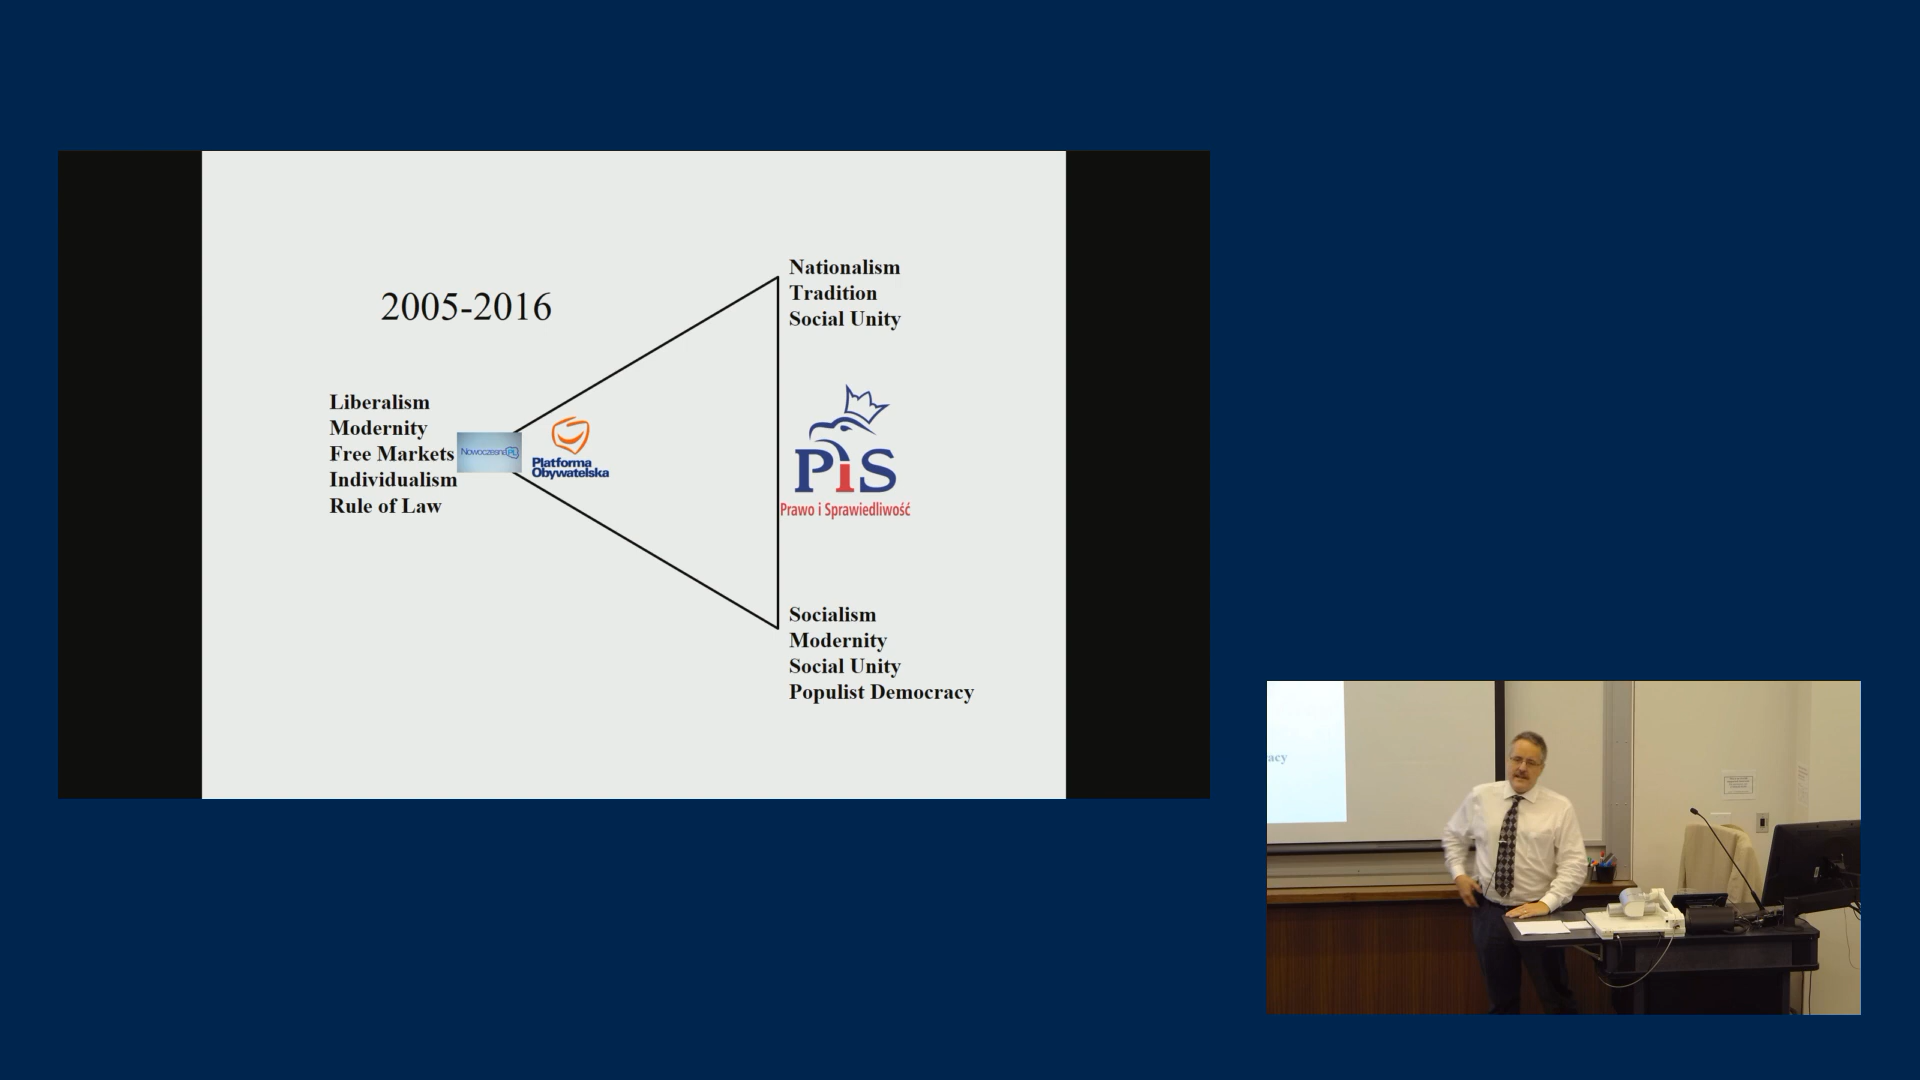 2005-2016
Nationalism
Tradition
Social Unity
Liberalism
Modernity
Free Markets
Individualism
Rule of Law
Nowoczesna PL
Platforma
Obywatelska
PiS
Prawo i Sprawiedliwość
Socialism
Modernity
Social Unity
Populist Democracy
acy